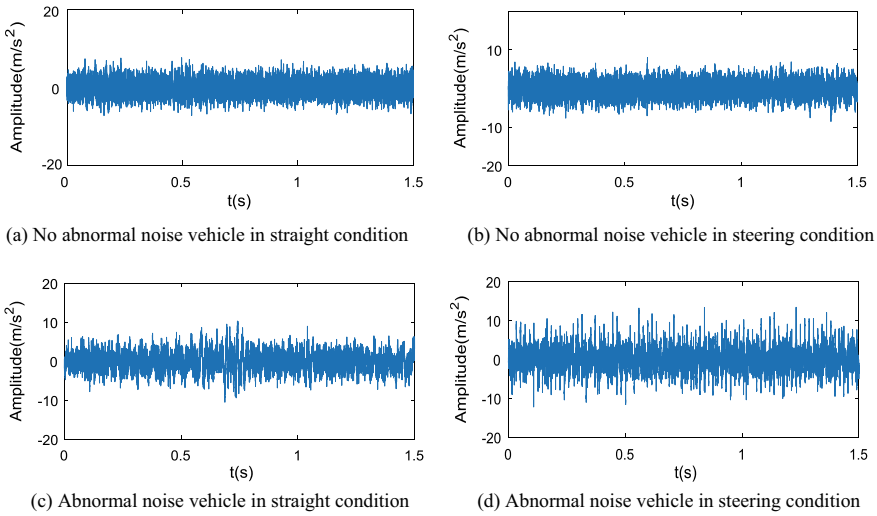 20
0
-20
Amplitude(m/s²)
0
0.5
1
1.5
t(s)
(a) No abnormal noise vehicle in straight condition
10
0
-10
-20
Amplitude(m/s²)
0
0.5
1
1.5
t(s)
(b) No abnormal noise vehicle in steering condition
20
10
0
-10
-20
Amplitude(m/s²)
0
0.5
1
1.5
t(s)
(c) Abnormal noise vehicle in straight condition
20
10
0
-10
-20
Amplitude(m/s²)
0
0.5
1
1.5
t(s)
(d) Abnormal noise vehicle in steering condition